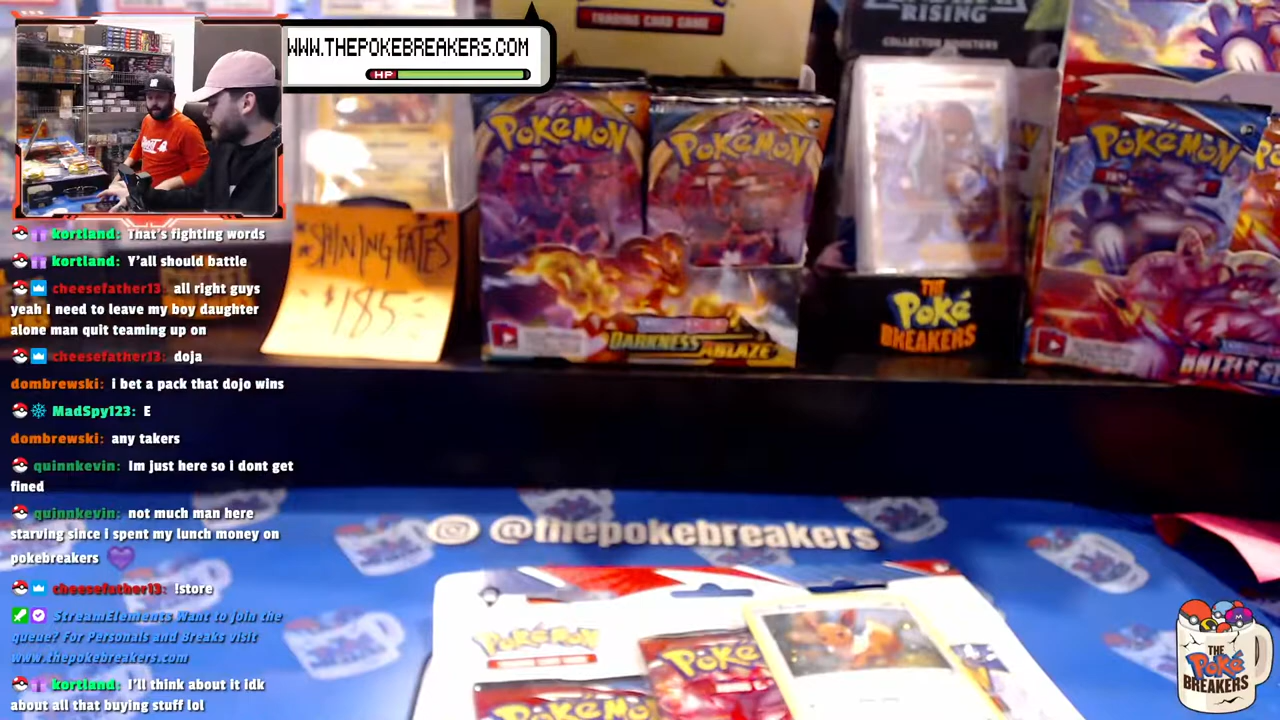 RISING
COLLECTOR BOOSTERS
TRADING CARD GAME
WWW.THEPOKEBREAKERS.COM
HP
POKéMON
POKéMON
POKéMON
SHINING FATES
$185
DARKNESS ABLAZE
THE
Poké
BREAKERS
kortland: That's fighting words
kortland: Y'all should battle
cheesefather13: all right guys
yeah I need to leave my boy daughter
alone man quit teaming up on
cheesefather13: doja
dombrewski: i bet a pack that dojo wins
MadSpy123: E
dombrewski: any takers
quinnkevin: Im just here so i dont get
fined
quinnkevin: not much man here
starving since I spent my lunch money on
pokebreakers
cheesefather13: !store
StreamElements Want to join the
queue? For Personals and Breaks visit
www.thepokebreakers.com
kortland: I'll think about it idk
about all that buying stuff lol
@thepokebreakers
POKéMON
POKéMON
THE
Poké
BREAKERS